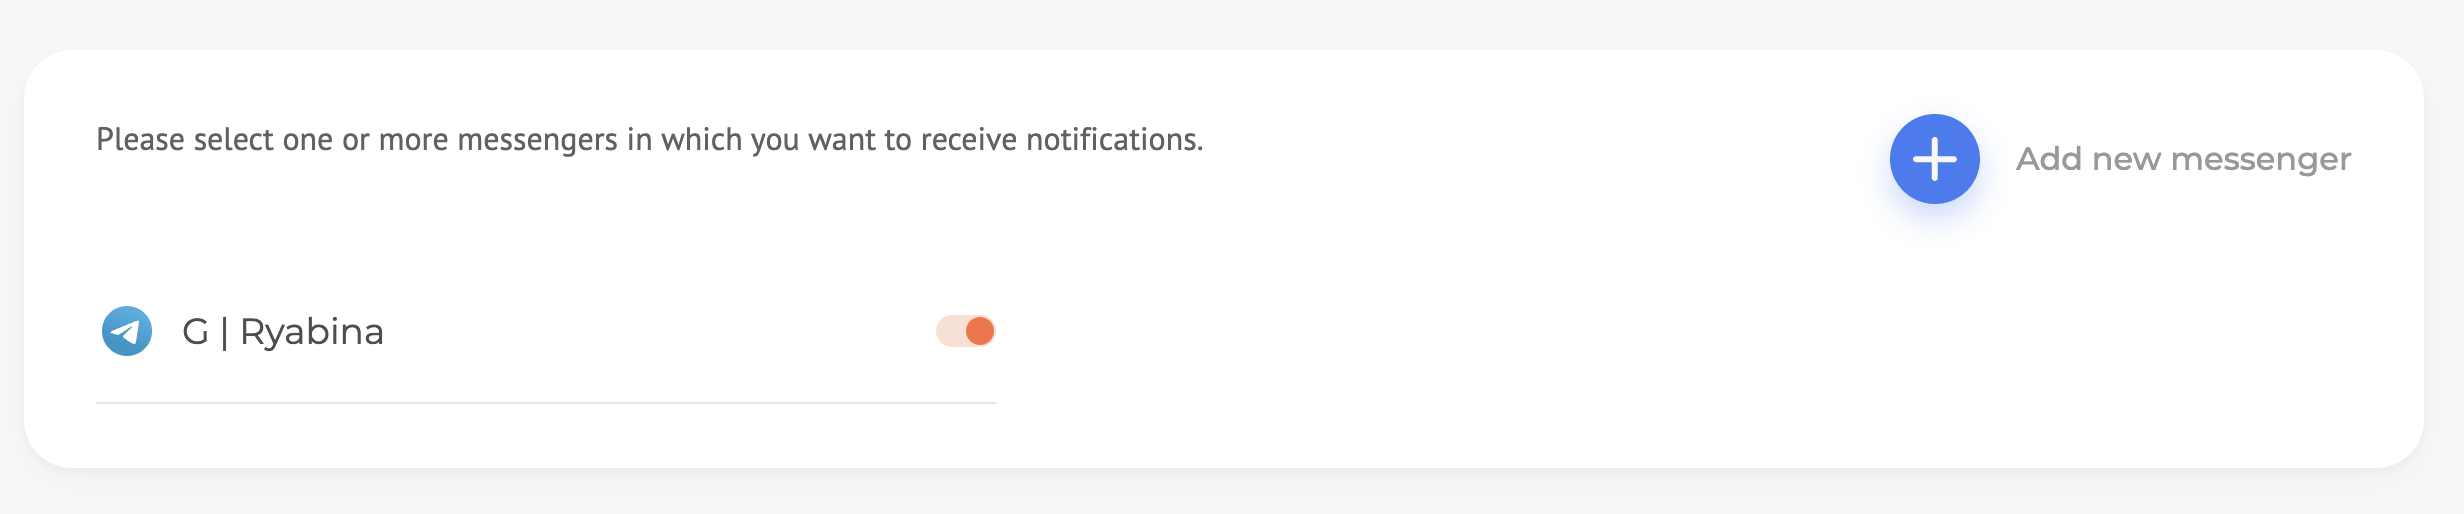 Please select one or more messengers in which you want to receive notifications.
Add new messenger
G | Ryabina